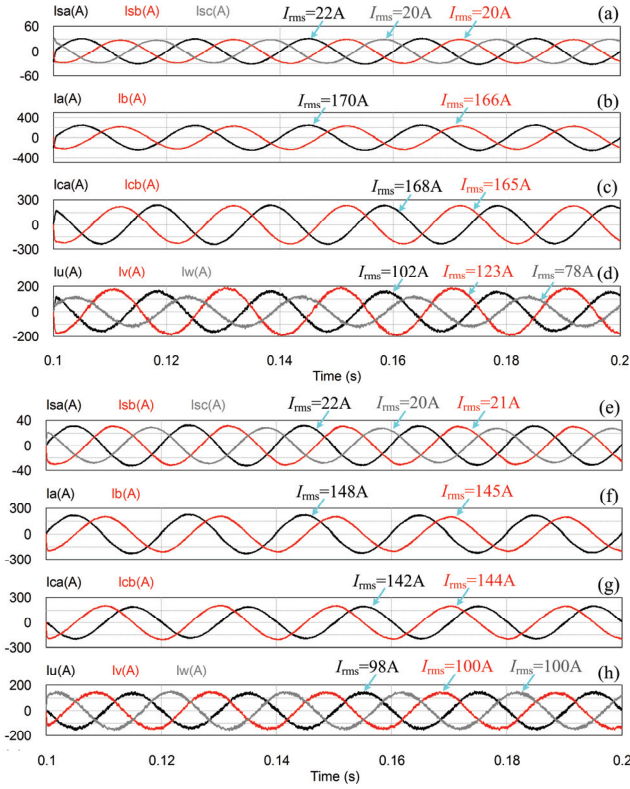 Isa(A) Isb(A) Isc(A) Irms=22A Irms=20A Irms=20A (a)
60
0
-60
Ia(A) Ib(A) Irms=170A Irms=166A (b)
400
0
-400
Ica(A) Icb(A) Irms=168A Irms=165A (c)
300
0
-300
Iu(A) Iv(A) Iw(A) Irms=102A Irms=123A Irms=78A (d)
200
0
-200
0.1 0.12 0.14 0.16 0.18 0.2
Time (s)
Isa(A) Isb(A) Isc(A) Irms=22A Irms=20A Irms=21A (e)
40
0
-40
Ia(A) Ib(A) Irms=148A Irms=145A (f)
300
0
-300
Ica(A) Icb(A) Irms=142A Irms=144A (g)
300
0
-300
Iu(A) Iv(A) Iw(A) Irms=98A Irms=100A Irms=100A (h)
200
0
-200
0.1 0.12 0.14 0.16 0.18 0.2
Time (s)